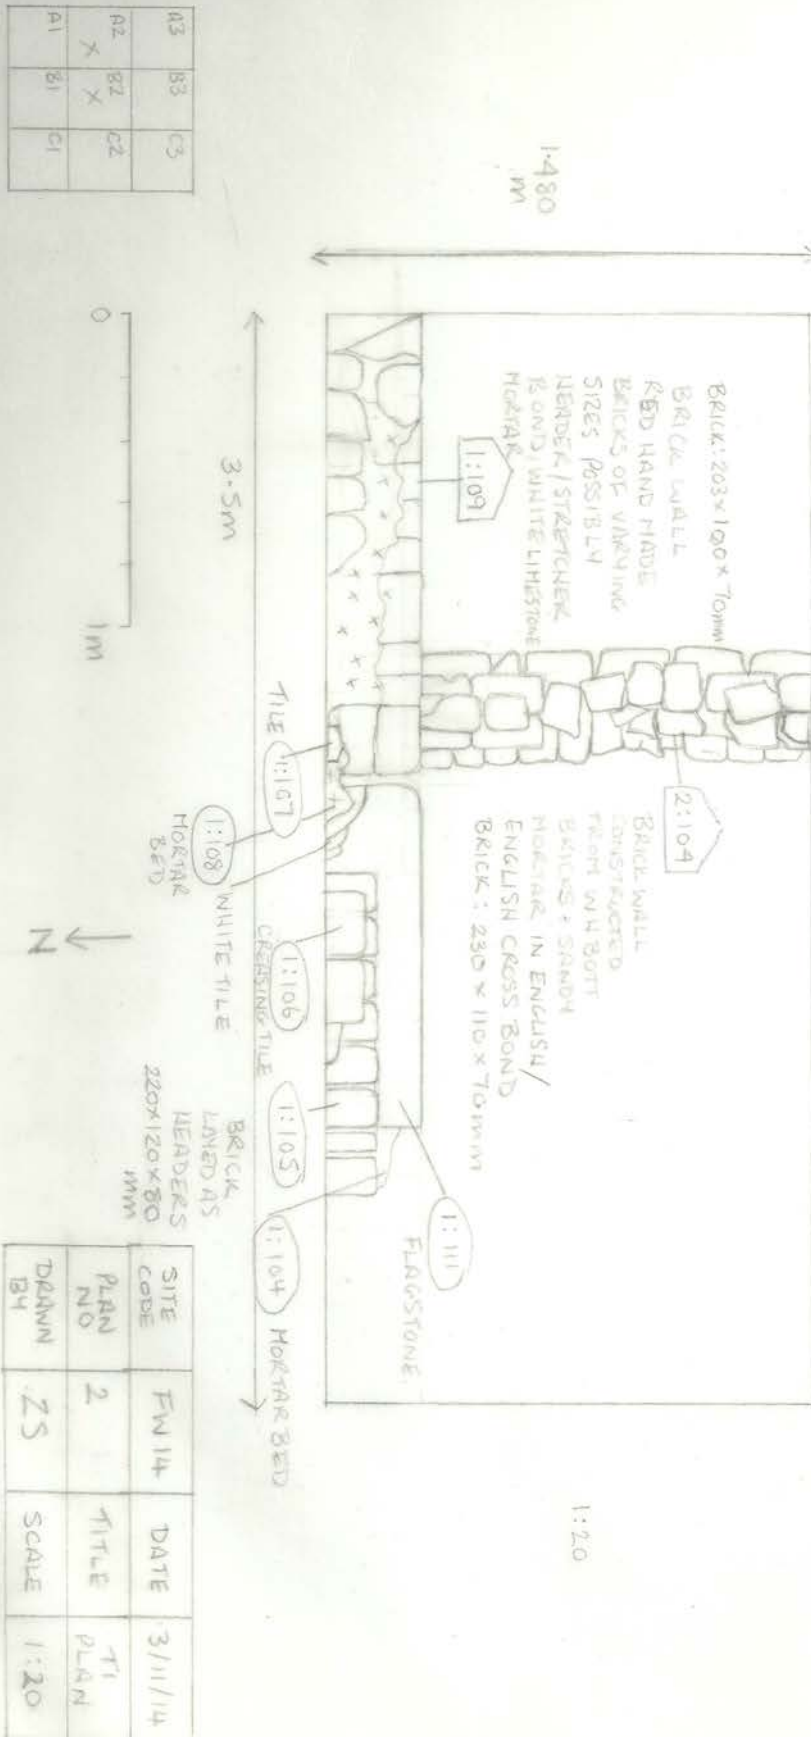 1.480
m
BRICK: 203 x 100 x 70mm
BRICK WALL
RED HAND MADE
BRICKS OF VARYING
SIZES POSSIBLY
HEADER/STRETCHER
BOND, WHITE LIMESTONE
MORTAR
1:109
2:104
BRICK WALL
CONSTRUCTED
FROM WH BOTT
BRICKS + SANDY
MORTAR IN ENGLISH/
ENGLISH CROSS BOND
BRICK: 230 x 110 x 70mm
1:20
1:111
FLAGSTONE
3.5m
TILE
1:107
1:108
MORTAR
BED
WHITE TILE
1:106
CREASING TILE
1:105
BRICK
LAYED AS
HEADERS
220X120X80
mm
1:104
MORTAR BED
0
1m
N
A3 B3 C3
A2 X B2 X C2
A1 B1 C1
SITE CODE FW14 DATE 3/11/14
PLAN NO 2 TITLE T1 PLAN
DRAWN BY ZS SCALE 1:20